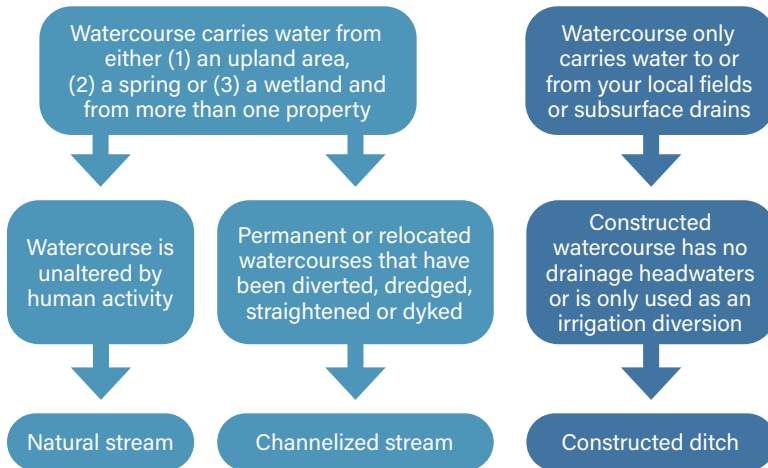 Watercourse carries water from
either (1) an upland area,
(2) a spring or (3) a wetland and
from more than one property
Watercourse only
carries water to or
from your local fields
or subsurface drains
Watercourse is
unaltered by
human activity
Permanent or relocated
watercourses that have
been diverted, dredged,
straightened or dyked
Constructed
watercourse has no
drainage headwaters
or is only used as an
irrigation diversion
Natural stream
Channelized stream
Constructed ditch